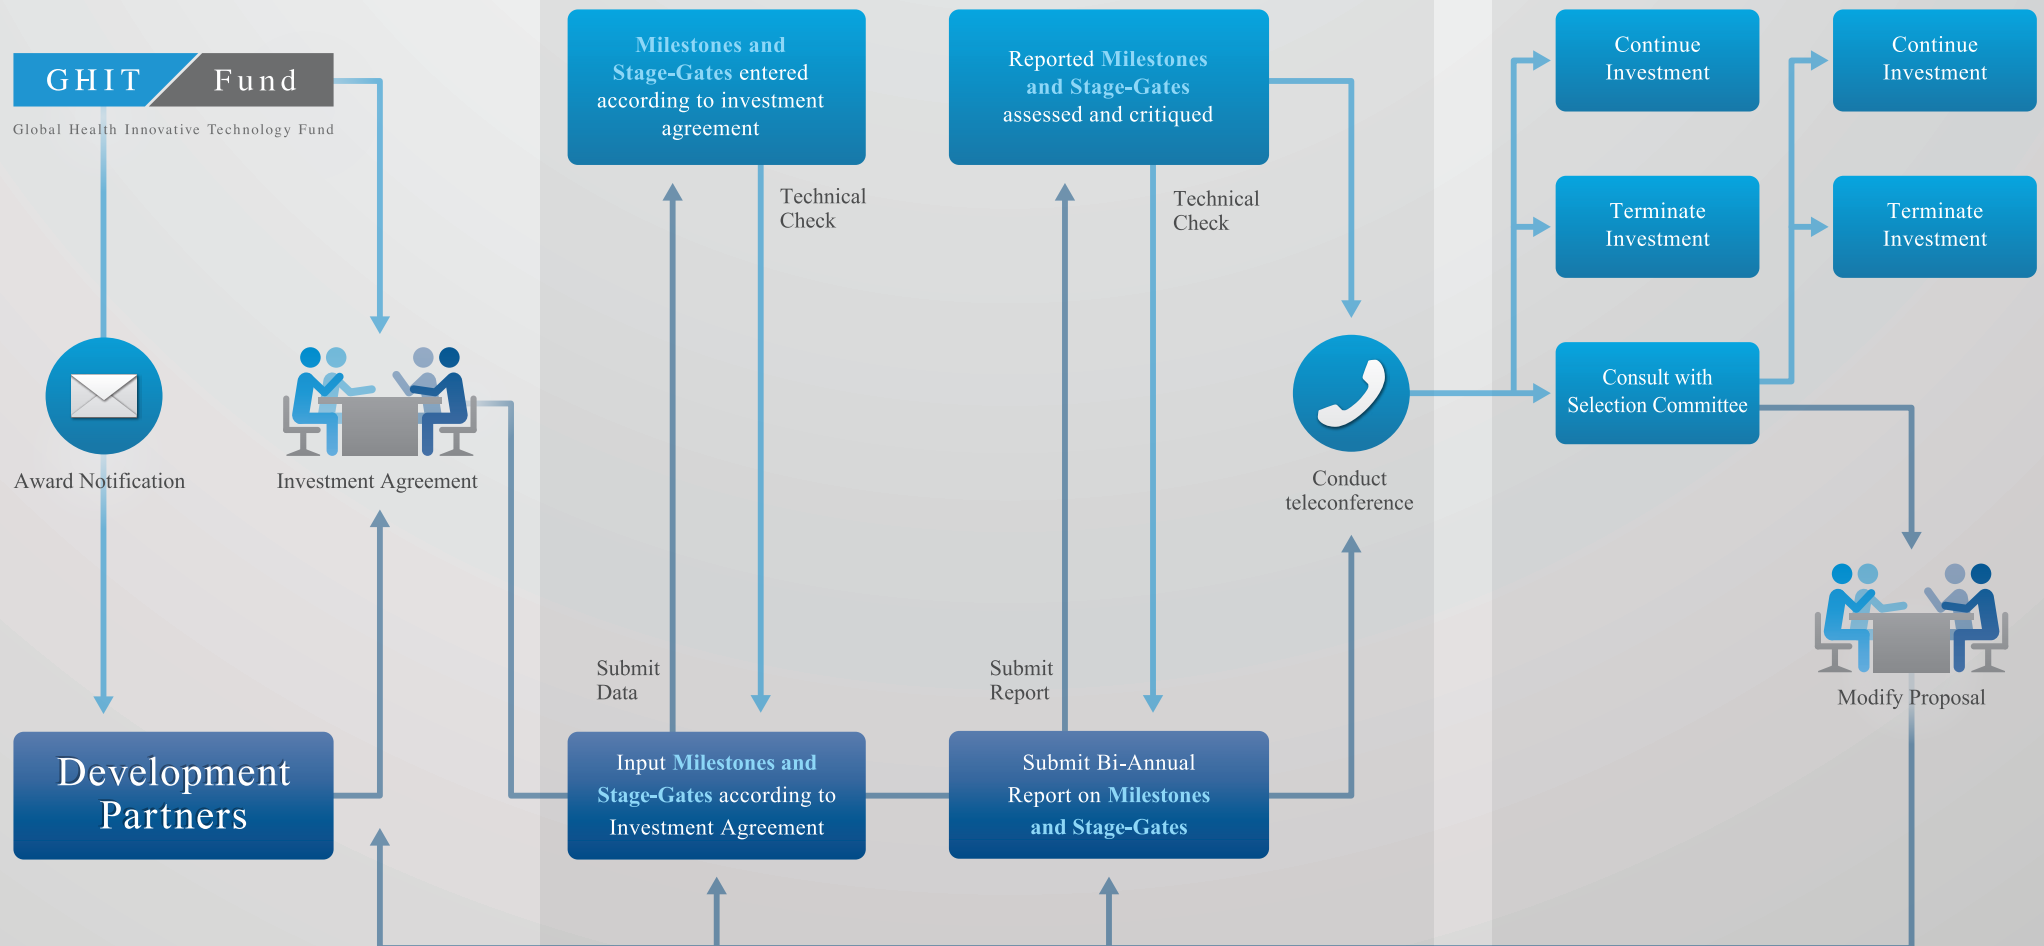 GHIT Fund
Global Health Innovative Technology Fund
Award Notification
Investment Agreement
Development
Partners
Milestones and
Stage-Gates entered
according to investment
agreement
Technical
Check
Submit
Data
Input Milestones and
Stage-Gates according to
Investment Agreement
Reported Milestones
and Stage-Gates
assessed and critiqued
Technical
Check
Submit
Report
Submit Bi-Annual
Report on Milestones
and Stage-Gates
Conduct
teleconference
Continue
Investment
Terminate
Investment
Consult with
Selection Committee
Continue
Investment
Terminate
Investment
Modify Proposal